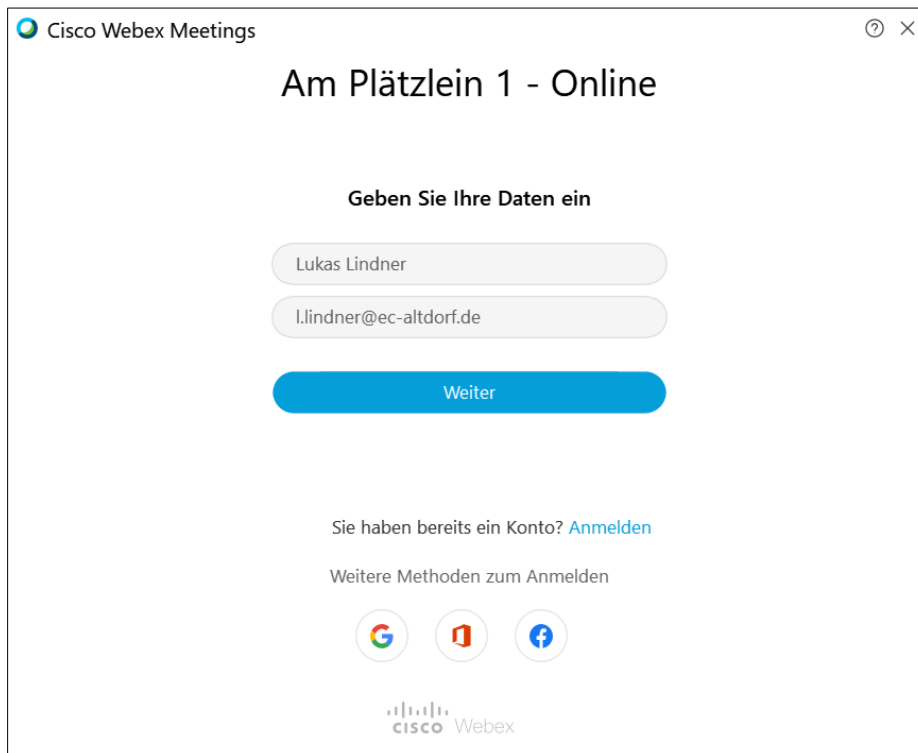 Cisco Webex Meetings
Am Plätzlein 1 - Online
Geben Sie Ihre Daten ein
Lukas Lindner
l.lindner@ec-altdorf.de
Weiter
Sie haben bereits ein Konto? Anmelden
Weitere Methoden zum Anmelden
cisco Webex